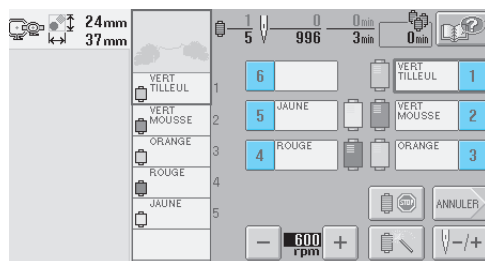 24mm
37mm
1 0 0min
5 996 3min 0min
VERT
TILLEUL
1
VERT
MOUSSE
2
ORANGE
3
ROUGE
4
JAUNE
5
6
VERT
TILLEUL
1
5
JAUNE
VERT
MOUSSE
2
4
ROUGE
ORANGE
3
STOP
ANNULER
−
600
rpm
+
−/+